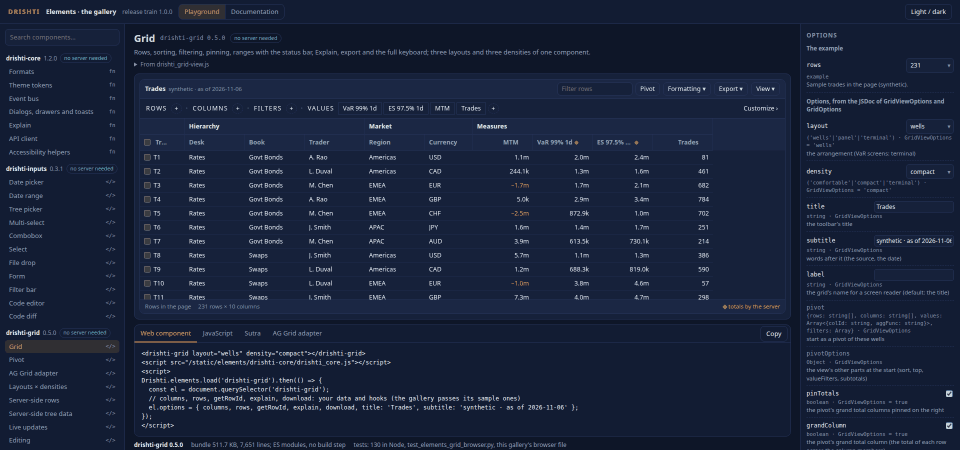 DRISHTI Elements · the gallery release train 1.0.0 Playground Documentation Light / dark
Search components...
drishti-core 1.2.0 no server needed
Formats fn
Theme tokens fn
Event bus fn
Dialogs, drawers and toasts fn
Explain fn
API client fn
Accessibility helpers fn
drishti-inputs 0.3.1 no server needed
Date picker </>
Date range </>
Tree picker </>
Multi-select </>
Combobox </>
Select </>
File drop </>
Form </>
Filter bar </>
Code editor </>
Code diff </>
drishti-grid 0.5.0 no server needed
Grid </>
Pivot </>
AG Grid adapter </>
Layouts × densities </>
Server-side rows </>
Server-side tree data </>
Live updates </>
Editing </>
Grid drishti-grid 0.5.0 no server needed
Rows, sorting, filtering, pinning, ranges with the status bar, Explain, export and the full keyboard; three layouts and three densities of one component.
▸ From drishti_grid-view.js
Trades synthetic · as of 2026-11-06 Filter rows Pivot Formatting ▾ Export ▾ View ▾
ROWS + · COLUMNS + · FILTERS + · VALUES VaR 99% 1d ES 97.5% 1d MTM Trades + Customize ›
Hierarchy Market Measures
Tr... Desk Book Trader Region Currency MTM VaR 99% 1d ES 97.5% ... Trades
T1 Rates Govt Bonds A. Rao Americas USD 1.1m 2.0m 2.4m 81
T2 Rates Govt Bonds L. Duval Americas CAD 244.1k 1.3m 1.6m 461
T3 Rates Govt Bonds M. Chen EMEA EUR −1.7m 1.7m 2.1m 682
T4 Rates Govt Bonds A. Rao EMEA GBP 5.0k 2.9m 3.4m 784
T5 Rates Govt Bonds M. Chen EMEA CHF −2.5m 872.9k 1.0m 702
T6 Rates Govt Bonds J. Smith APAC JPY 1.6m 1.4m 1.7m 251
T7 Rates Govt Bonds M. Chen APAC AUD 3.9m 613.5k 730.1k 214
T8 Rates Swaps J. Smith Americas USD 5.7m 1.1m 1.3m 386
T9 Rates Swaps L. Duval Americas CAD 1.2m 688.3k 819.0k 590
T10 Rates Swaps L. Duval EMEA EUR −1.0m 3.8m 4.6m 57
T11 Rates Swaps J. Smith EMEA GBP 7.3m 4.0m 4.7m 298
Rows in the page 231 rows × 10 columns ◆ totals by the server
Web component JavaScript Sutra AG Grid adapter Copy
<drishti-grid layout="wells" density="compact"></drishti-grid>
<script src="/static/elements/drishti-core/drishti_core.js"></script>
<script>
Drishti.elements.load('drishti-grid').then(() => {
const el = document.querySelector('drishti-grid');
// columns, rows, getRowId, explain, download: your data and hooks (the gallery passes its sample ones)
el.options = { columns, rows, getRowId, explain, download, title: 'Trades', subtitle: 'synthetic · as of 2026-11-06' };
});
</script>
drishti-grid 0.5.0 bundle 511.7 KB, 7,651 lines; ES modules, no build step tests: 130 in Node, test_elements_grid_browser.py, this gallery's browser file
OPTIONS
The example
rows 231
example
Sample trades in the page (synthetic).
Options, from the JSDoc of GridViewOptions and GridOptions
layout wells
('wells'|'panel'|'terminal') · GridViewOptions = 'wells'
the arrangement (VaR screens: terminal)
density compact
('comfortable'|'compact'|'terminal') · GridViewOptions = 'compact'
title Trades
string · GridViewOptions
the toolbar's title
subtitle synthetic · as of 2026-11-06
string · GridViewOptions
words after it (the source, the date)
label
string · GridViewOptions
the grid's name for a screen reader (default: the title)
pivot
{rows: string[], columns: string[], values: Array<{colId: string, aggFunc: string}>, filters: Array} · GridViewOptions
start as a pivot of these wells
pivotOptions
Object · GridViewOptions
the view's other parts at the start (sort, top, valueFilters, subtotals)
pinTotals
boolean · GridViewOptions = true
the pivot's grand total columns pinned on the right
grandColumn
boolean · GridViewOptions = true
the pivot's grand total column (the total of each row